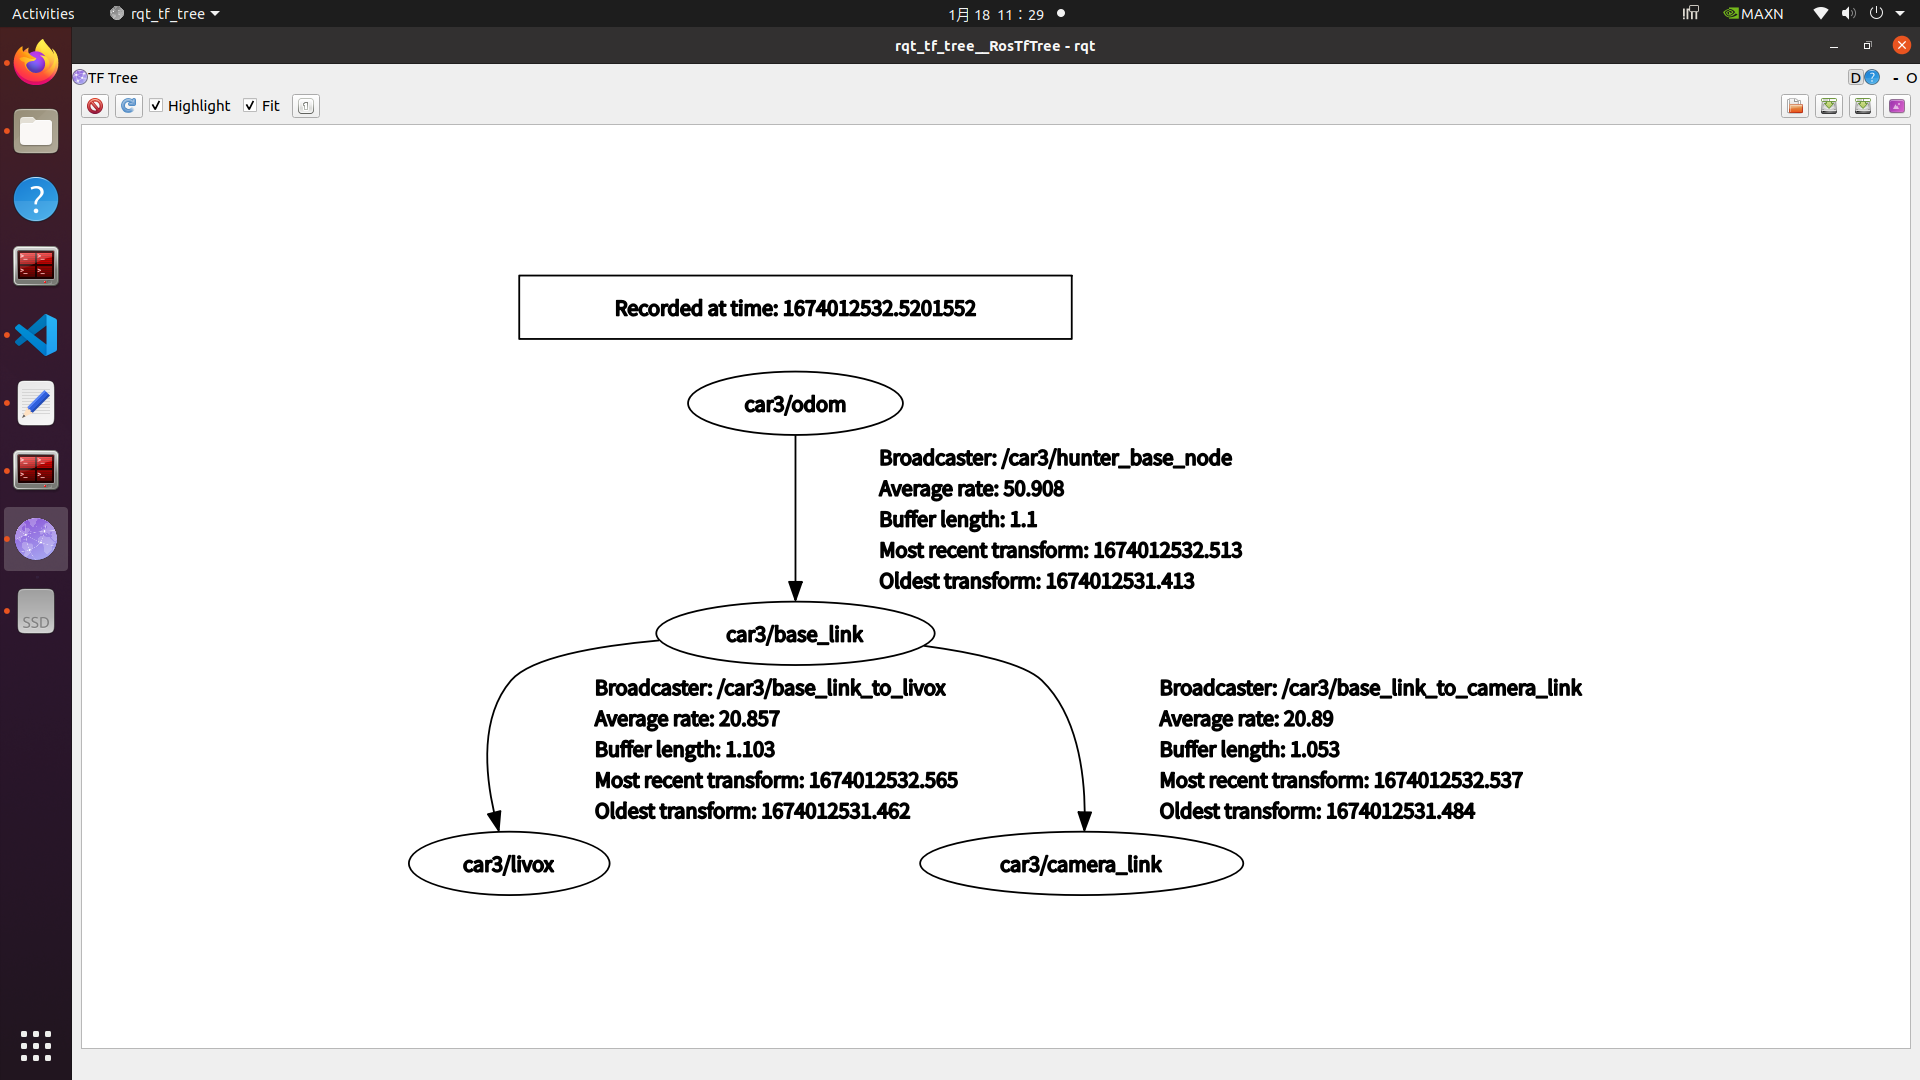 Activities
rqt_tf_tree
1月 18 11：29
MAXN
rqt_tf_tree__RosTfTree - rqt
TF Tree
D
- O
Highlight
Fit
Recorded at time: 1674012532.5201552
car3/odom
Broadcaster: /car3/hunter_base_node
Average rate: 50.908
Buffer length: 1.1
Most recent transform: 1674012532.513
Oldest transform: 1674012531.413
car3/base_link
Broadcaster: /car3/base_link_to_livox
Average rate: 20.857
Buffer length: 1.103
Most recent transform: 1674012532.565
Oldest transform: 1674012531.462
Broadcaster: /car3/base_link_to_camera_link
Average rate: 20.89
Buffer length: 1.053
Most recent transform: 1674012532.537
Oldest transform: 1674012531.484
car3/livox
car3/camera_link
SSD